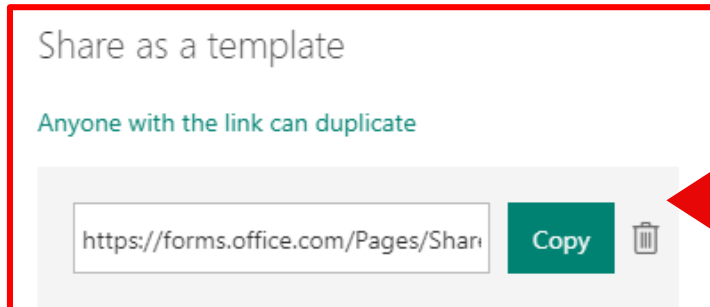 Share as a template
Anyone with the link can duplicate
https://forms.office.com/Pages/Share
Copy